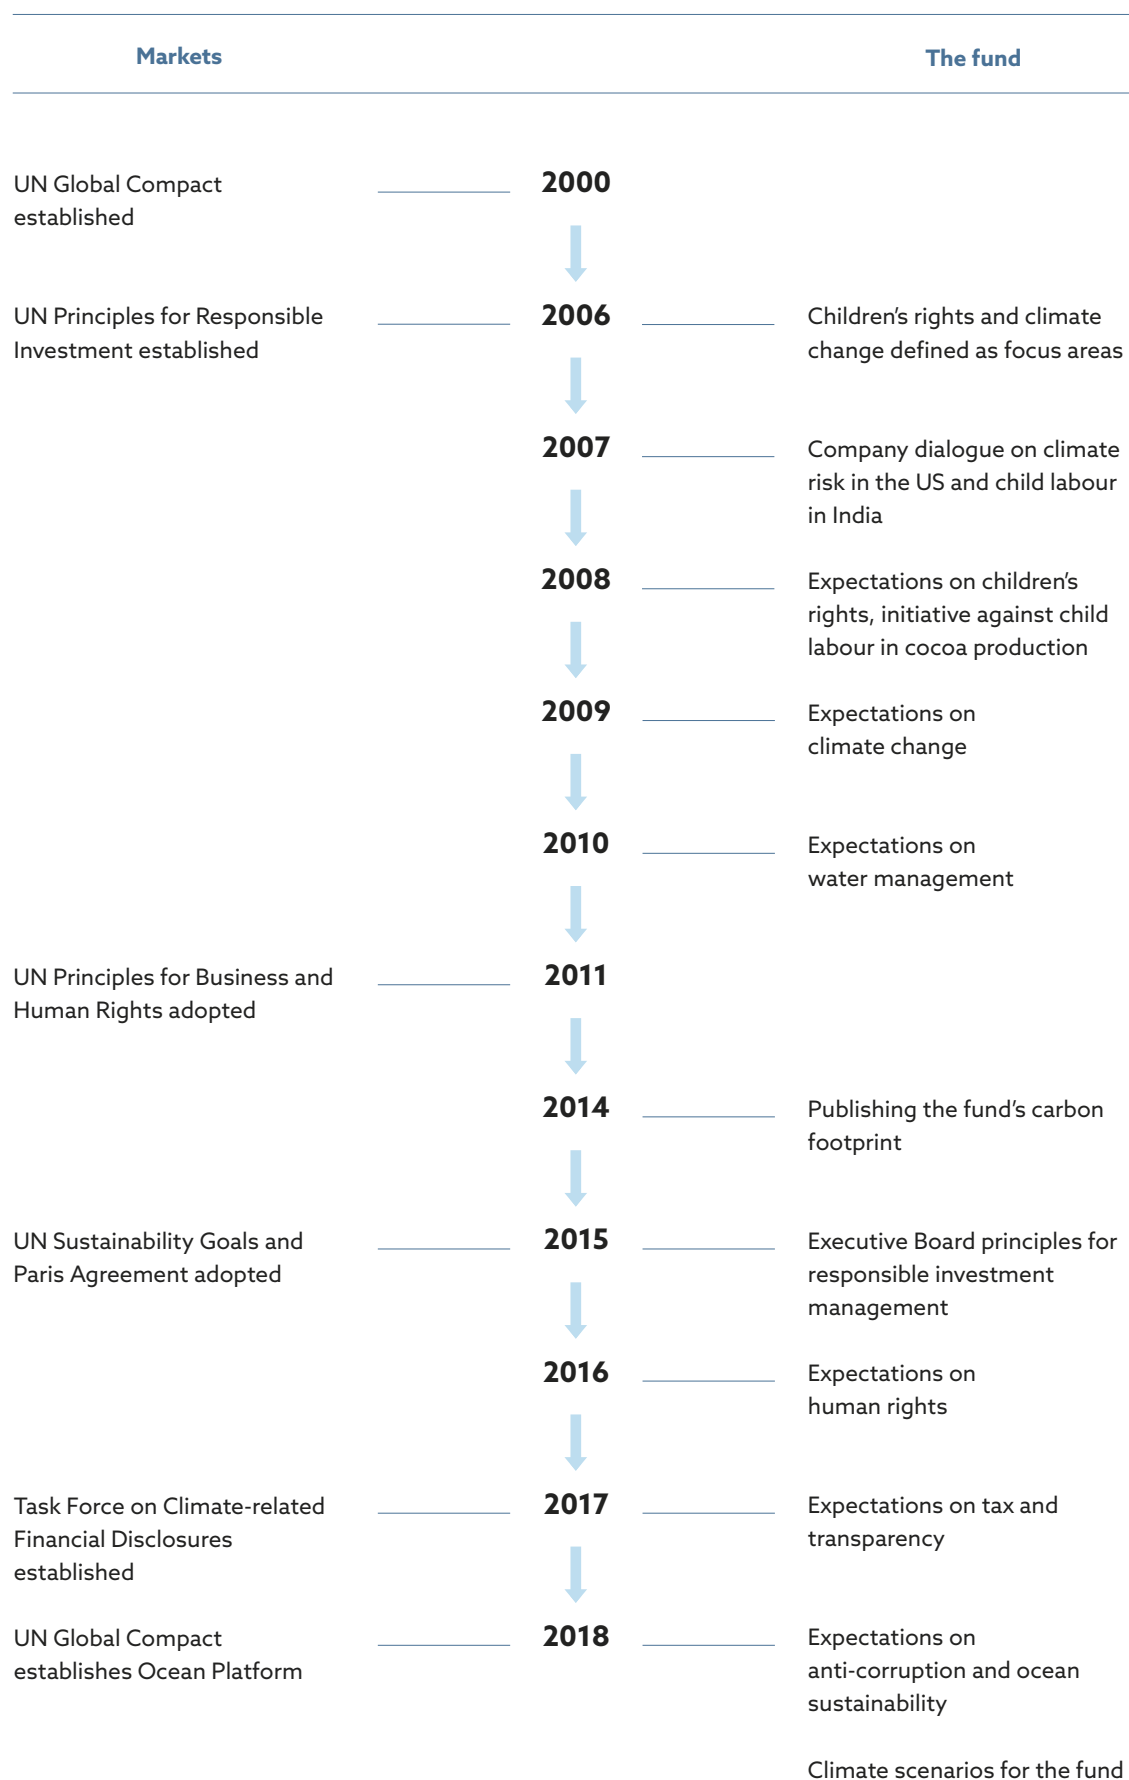 Markets
The fund
UN Global Compact
established
2000
UN Principles for Responsible
Investment established
2006
Children’s rights and climate
change defined as focus areas
2007
Company dialogue on climate
risk in the US and child labour
in India
2008
Expectations on children’s
rights, initiative against child
labour in cocoa production
2009
Expectations on
climate change
2010
Expectations on
water management
UN Principles for Business and
Human Rights adopted
2011
2014
Publishing the fund’s carbon
footprint
UN Sustainability Goals and
Paris Agreement adopted
2015
Executive Board principles for
responsible investment
management
2016
Expectations on
human rights
Task Force on Climate-related
Financial Disclosures
established
2017
Expectations on tax and
transparency
UN Global Compact
establishes Ocean Platform
2018
Expectations on
anti-corruption and ocean
sustainability
Climate scenarios for the fund